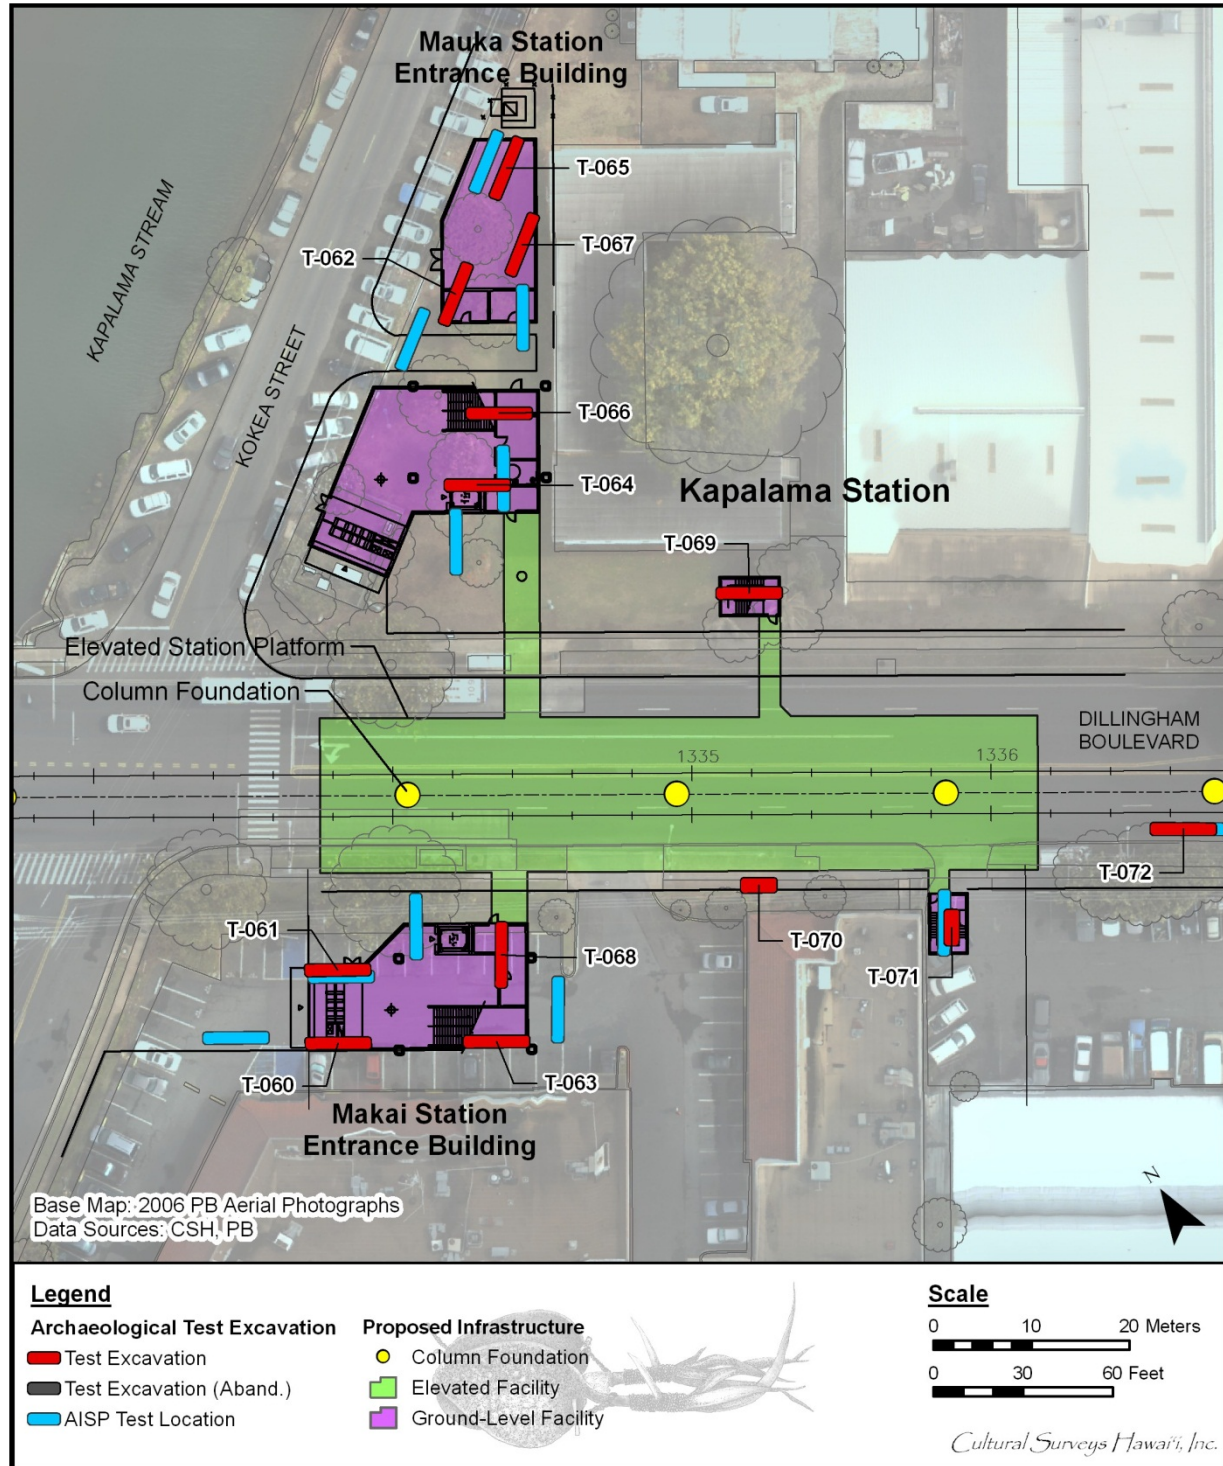 Mauka Station
Entrance Building
T-065
T-067
T-062
KAPALAMA STREAM
KOKEA STREET
T-066
T-064
Kapalama Station
T-069
Elevated Station Platform
Column Foundation
DILLINGHAM
BOULEVARD
1335
1336
T-072
T-061
T-068
T-070
T-071
T-060
T-063
Makai Station
Entrance Building
N
Base Map: 2006 PB Aerial Photographs
Data Sources: CSH, PB
Legend
Archaeological Test Excavation
Test Excavation
Test Excavation (Aband.)
AISP Test Location
Proposed Infrastructure
Column Foundation
Elevated Facility
Ground-Level Facility
Scale
0 10 20 Meters
0 30 60 Feet
Cultural Surveys Hawai'i, Inc.